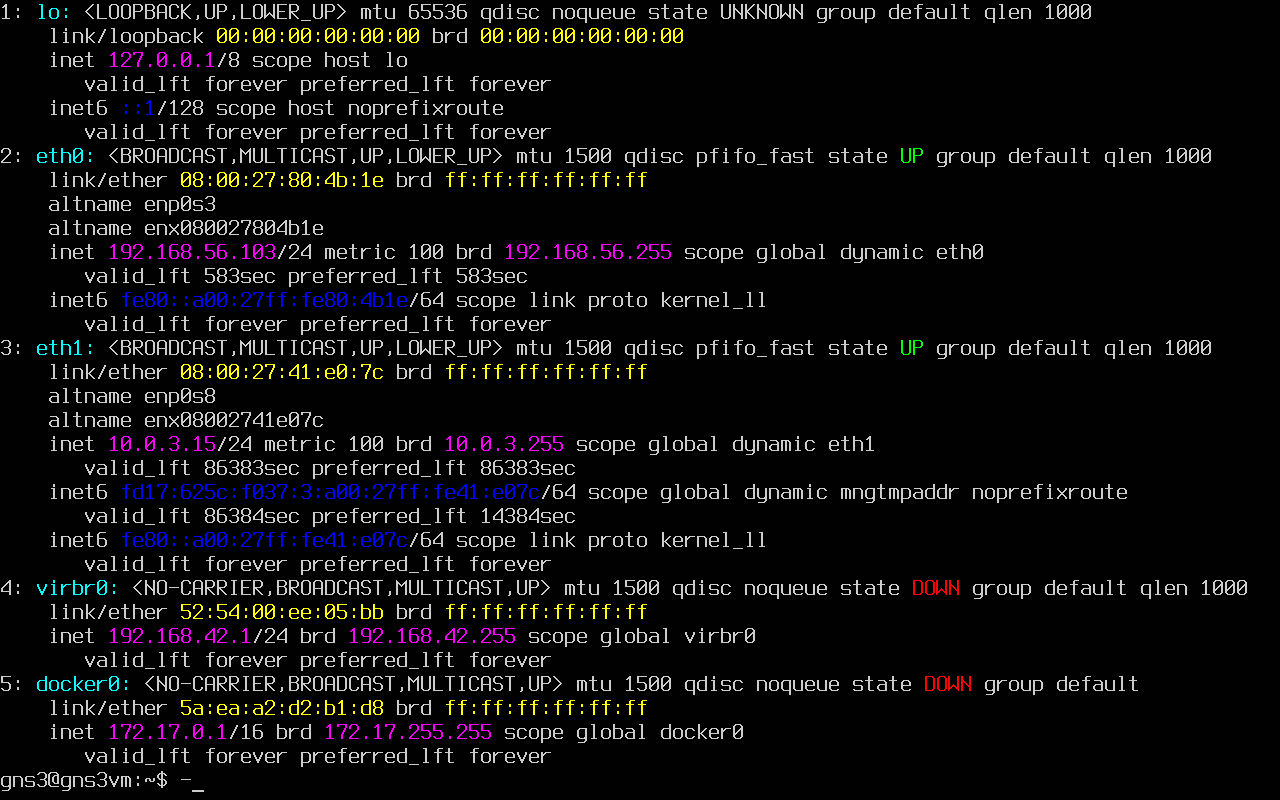 1: lo: <LOOPBACK,UP,LOWER_UP> mtu 65536 qdisc noqueue state UNKNOWN group default qlen 1000
    link/loopback 00:00:00:00:00:00 brd 00:00:00:00:00:00
    inet 127.0.0.1/8 scope host lo
       valid_lft forever preferred_lft forever
    inet6 ::1/128 scope host noprefixroute
       valid_lft forever preferred_lft forever
2: eth0: <BROADCAST,MULTICAST,UP,LOWER_UP> mtu 1500 qdisc pfifo_fast state UP group default qlen 1000
    link/ether 08:00:27:80:4b:1e brd ff:ff:ff:ff:ff:ff
    altname enp0s3
    altname enx080027804b1e
    inet 192.168.56.103/24 metric 100 brd 192.168.56.255 scope global dynamic eth0
       valid_lft 583sec preferred_lft 583sec
    inet6 fe80::a00:27ff:fe80:4b1e/64 scope link proto kernel_ll
       valid_lft forever preferred_lft forever
3: eth1: <BROADCAST,MULTICAST,UP,LOWER_UP> mtu 1500 qdisc pfifo_fast state UP group default qlen 1000
    link/ether 08:00:27:41:e0:7c brd ff:ff:ff:ff:ff:ff
    altname enp0s8
    altname enx08002741e07c
    inet 10.0.3.15/24 metric 100 brd 10.0.3.255 scope global dynamic eth1
       valid_lft 86383sec preferred_lft 86383sec
    inet6 fd17:625c:f037:3:a00:27ff:fe41:e07c/64 scope global dynamic mngtmpaddr noprefixroute
       valid_lft 86384sec preferred_lft 14384sec
    inet6 fe80::a00:27ff:fe41:e07c/64 scope link proto kernel_ll
       valid_lft forever preferred_lft forever
4: virbr0: <NO-CARRIER,BROADCAST,MULTICAST,UP> mtu 1500 qdisc noqueue state DOWN group default qlen 1000
    link/ether 52:54:00:ee:05:bb brd ff:ff:ff:ff:ff:ff
    inet 192.168.42.1/24 brd 192.168.42.255 scope global virbr0
       valid_lft forever preferred_lft forever
5: docker0: <NO-CARRIER,BROADCAST,MULTICAST,UP> mtu 1500 qdisc noqueue state DOWN group default
    link/ether 5a:ea:a2:d2:b1:d8 brd ff:ff:ff:ff:ff:ff
    inet 172.17.0.1/16 brd 172.17.255.255 scope global docker0
       valid_lft forever preferred_lft forever
gns3@gns3vm:~$ -_